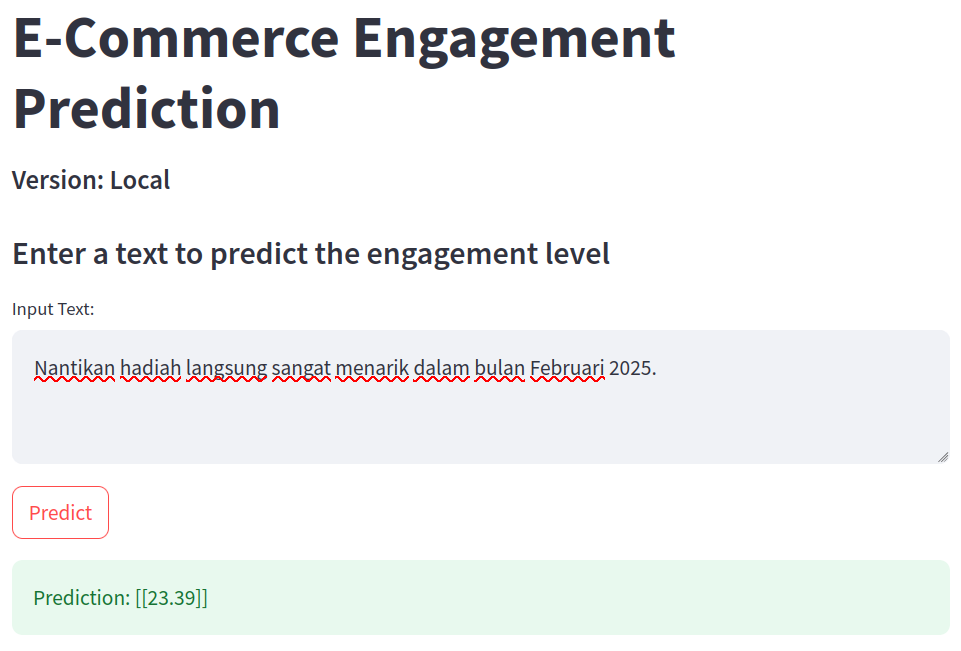 E-Commerce Engagement
Prediction
Version: Local
Enter a text to predict the engagement level
Input Text:
Nantikan hadiah langsung sangat menarik dalam bulan Februari 2025.
Predict
Prediction: [[23.39]]